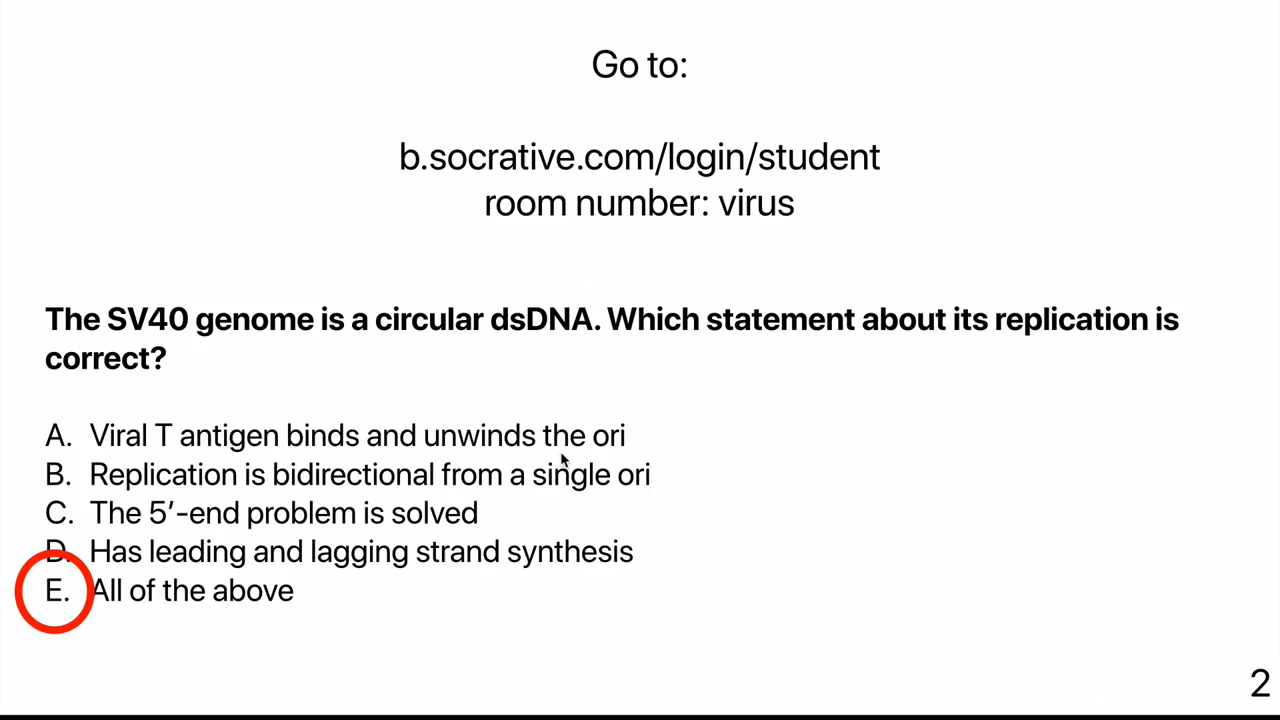 Go to:
b.socrative.com/login/student
room number: virus
The SV40 genome is a circular dsDNA. Which statement about its replication is
correct?
A. Viral T antigen binds and unwinds the ori
B. Replication is bidirectional from a single ori
C. The 5′-end problem is solved
D. Has leading and lagging strand synthesis
E. All of the above
2